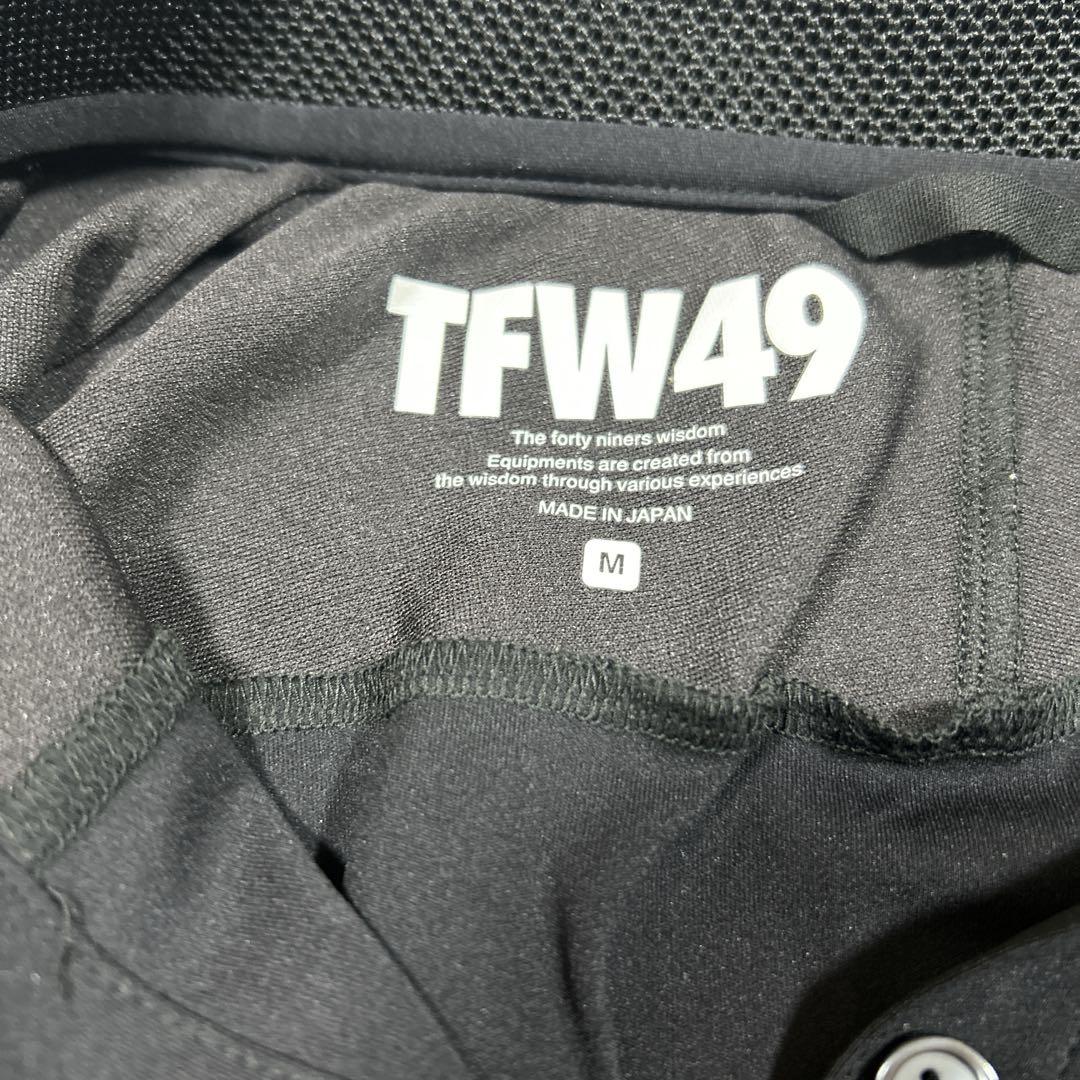 TFW49
The forty niners wisdom
Equipments are created from
the wisdom through various experiences
MADE IN JAPAN
M